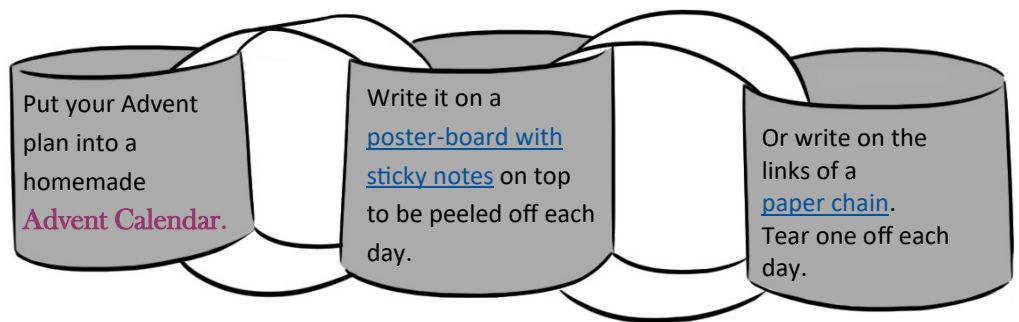 Put your Advent
plan into a
homemade
Advent Calendar.
Write it on a
poster-board with
sticky notes on top
to be peeled off each
day.
Or write on the
links of a
paper chain.
Tear one off each
day.